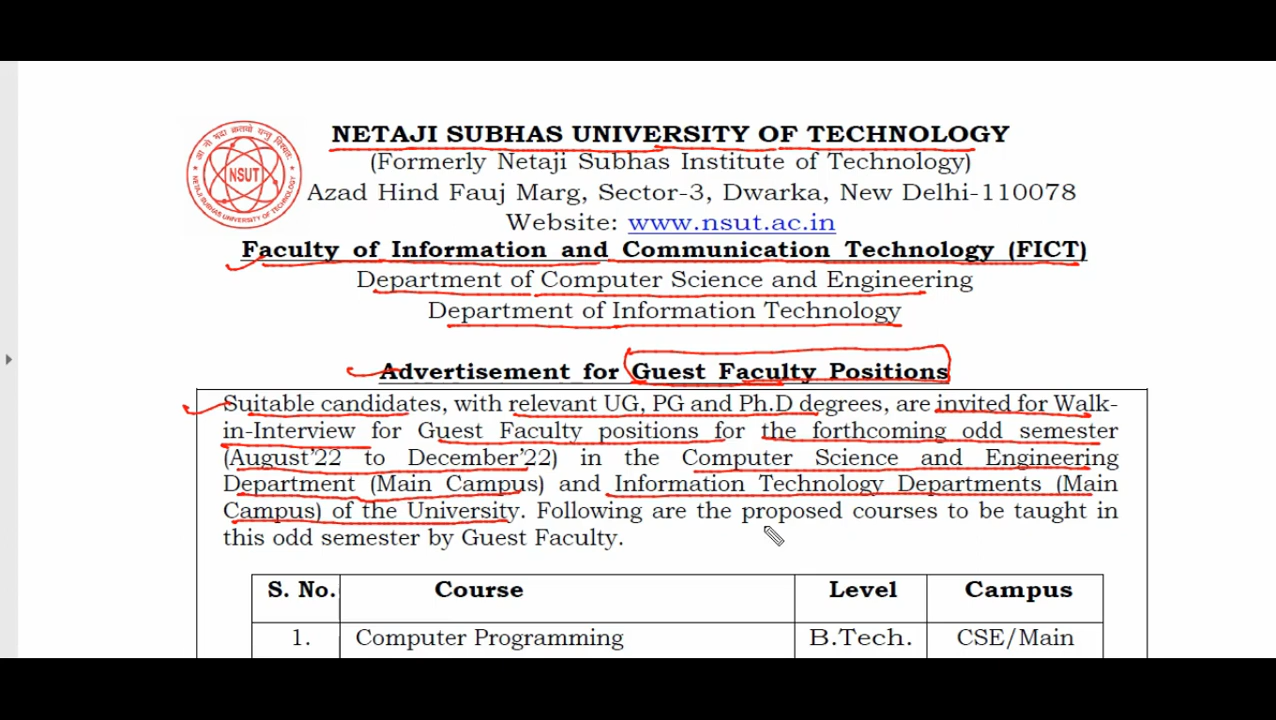 NETAJI SUBHAS UNIVERSITY OF TECHNOLOGY
(Formerly Netaji Subhas Institute of Technology)
Azad Hind Fauj Marg, Sector-3, Dwarka, New Delhi-110078
Website: www.nsut.ac.in
NSUT
NETAJI SUBHAS UNIVERSITY OF TECHNOLOGY
Faculty of Information and Communication Technology (FICT)
Department of Computer Science and Engineering
Department of Information Technology
Advertisement for Guest Faculty Positions
Suitable candidates, with relevant UG, PG and Ph.D degrees, are invited for Walk-
in-Interview for Guest Faculty positions for the forthcoming odd semester
(August'22 to December'22) in the Computer Science and Engineering
Department (Main Campus) and Information Technology Departments (Main
Campus) of the University. Following are the proposed courses to be taught in
this odd semester by Guest Faculty.
S. No. Course Level Campus
1. Computer Programming B.Tech. CSE/Main